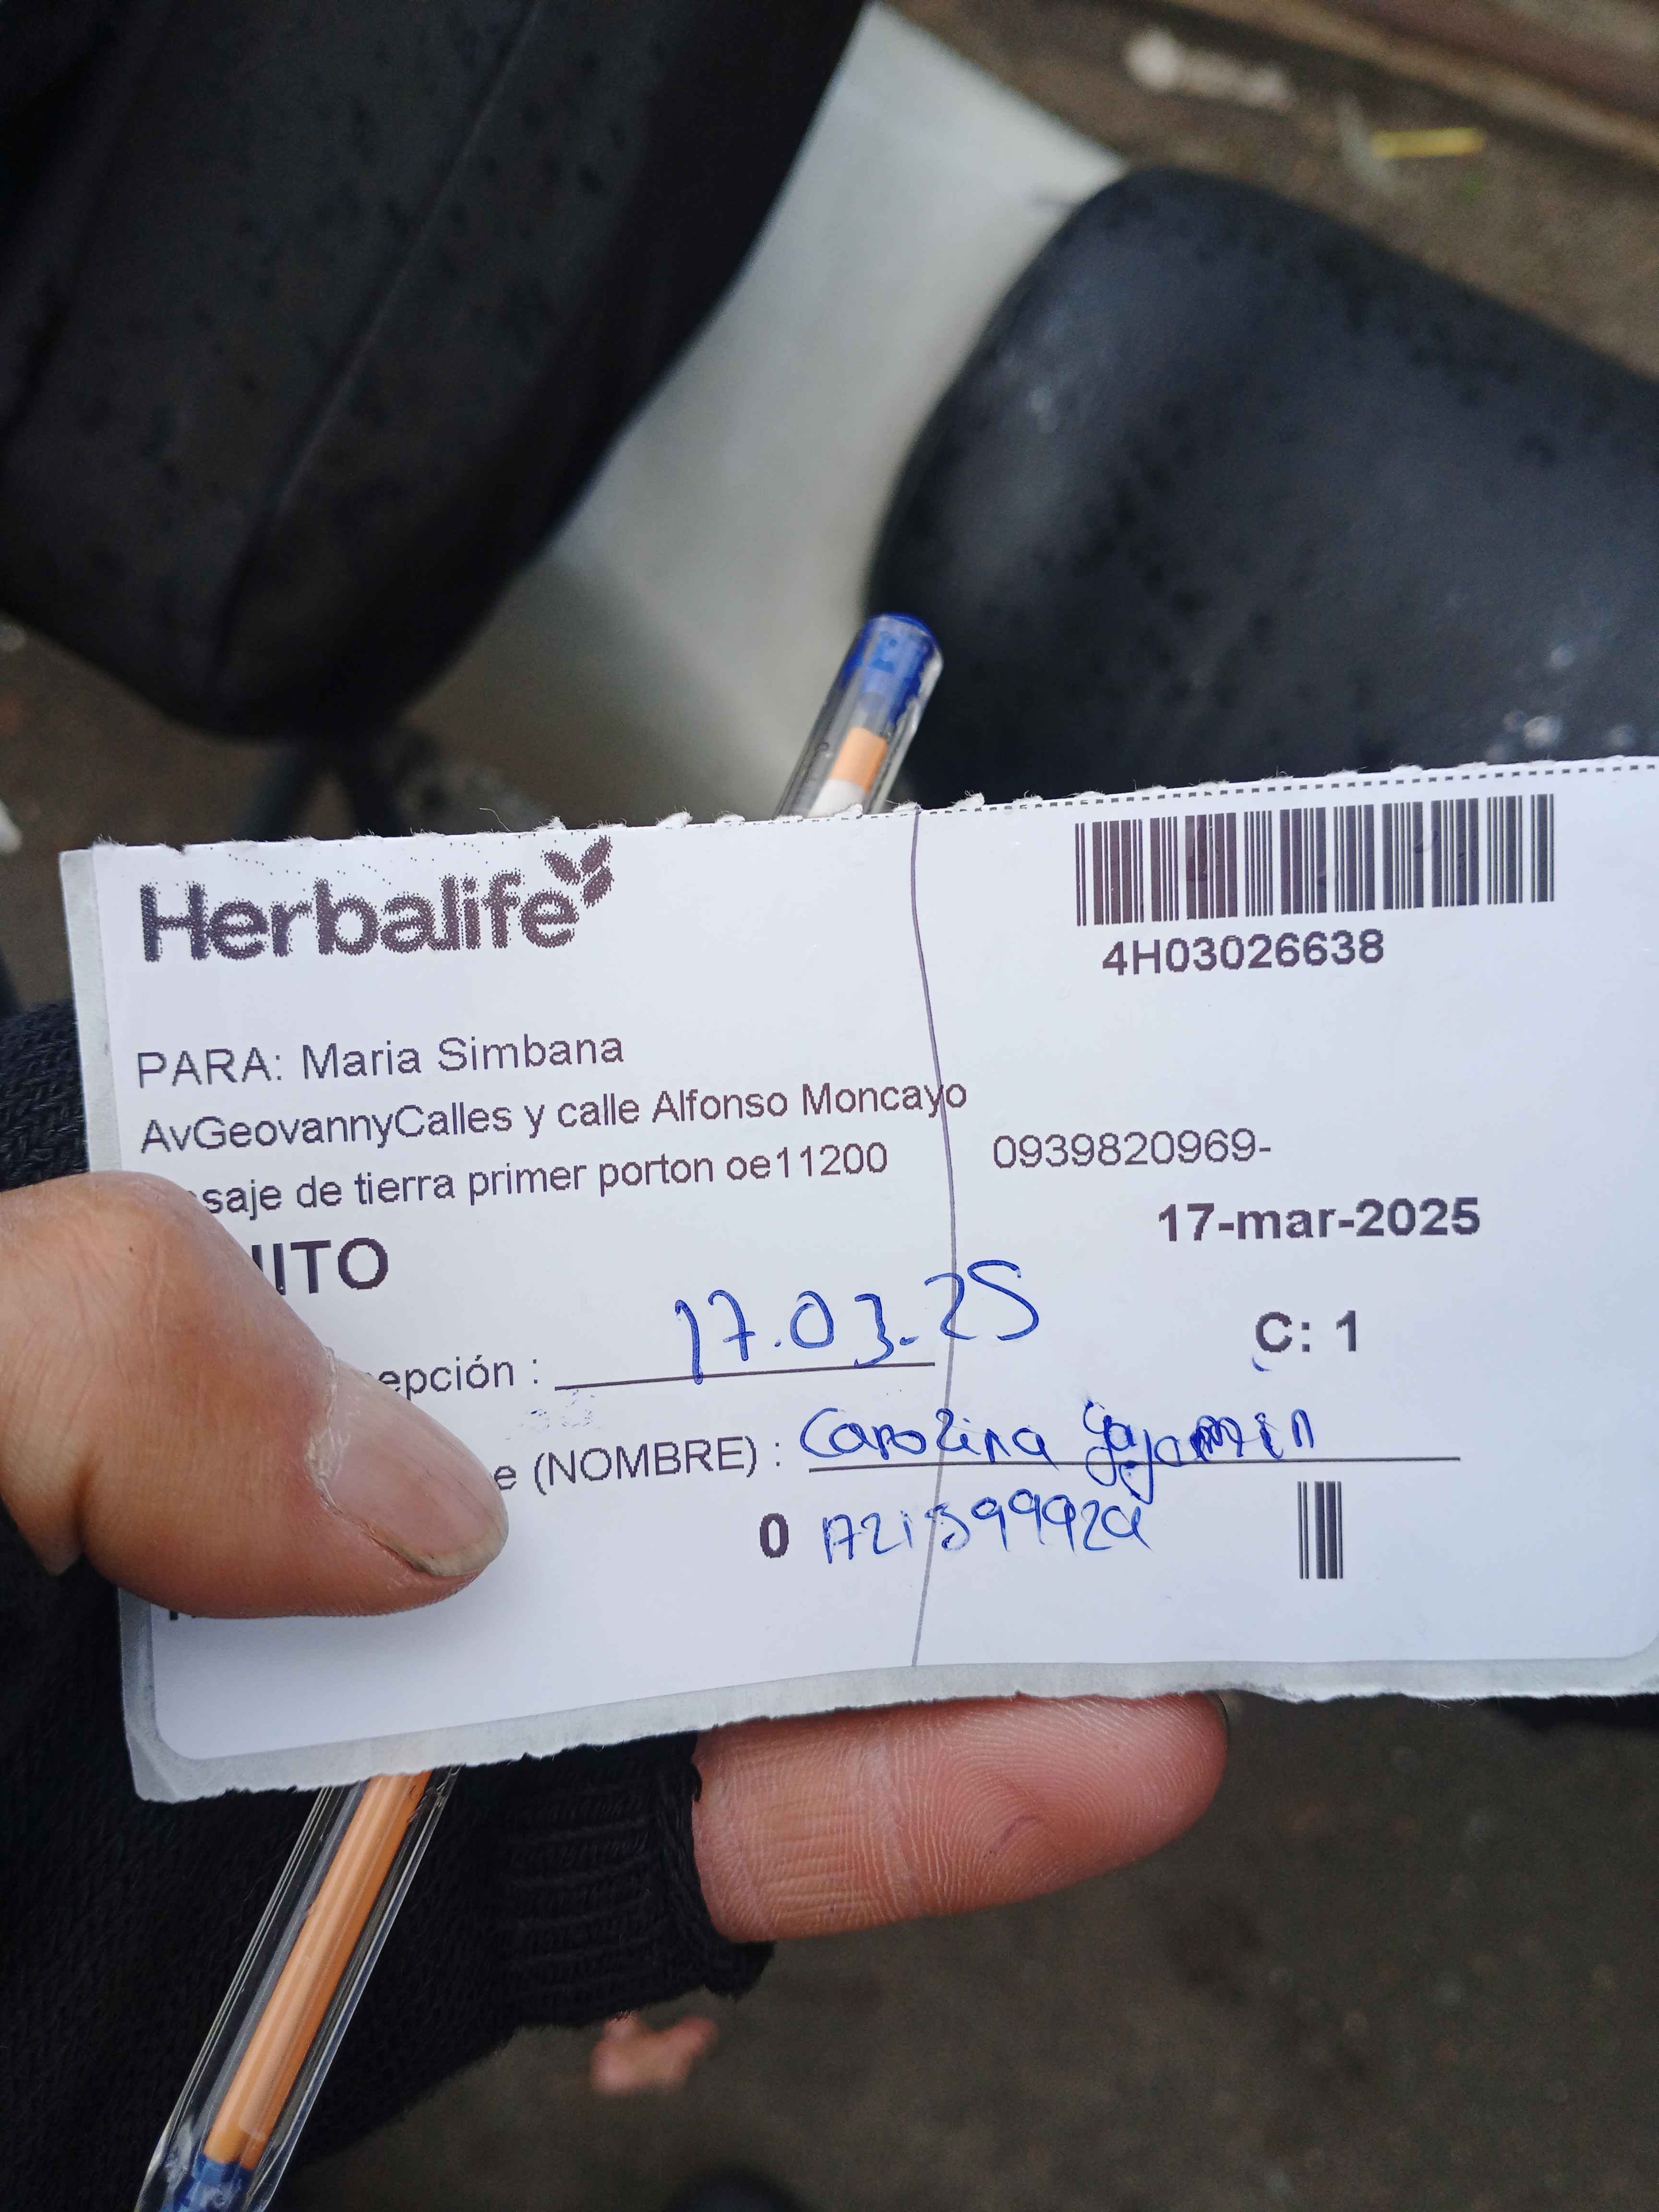 Herbalife
4H03026638
PARA: Maria Simbana
AvGeovannyCalles y calle Alfonso Moncayo
saje de tierra primer porton oe11200 0939820969-
17-mar-2025
UITO
C: 1
epción : 17.03.25
e (NOMBRE) : Carolina
0